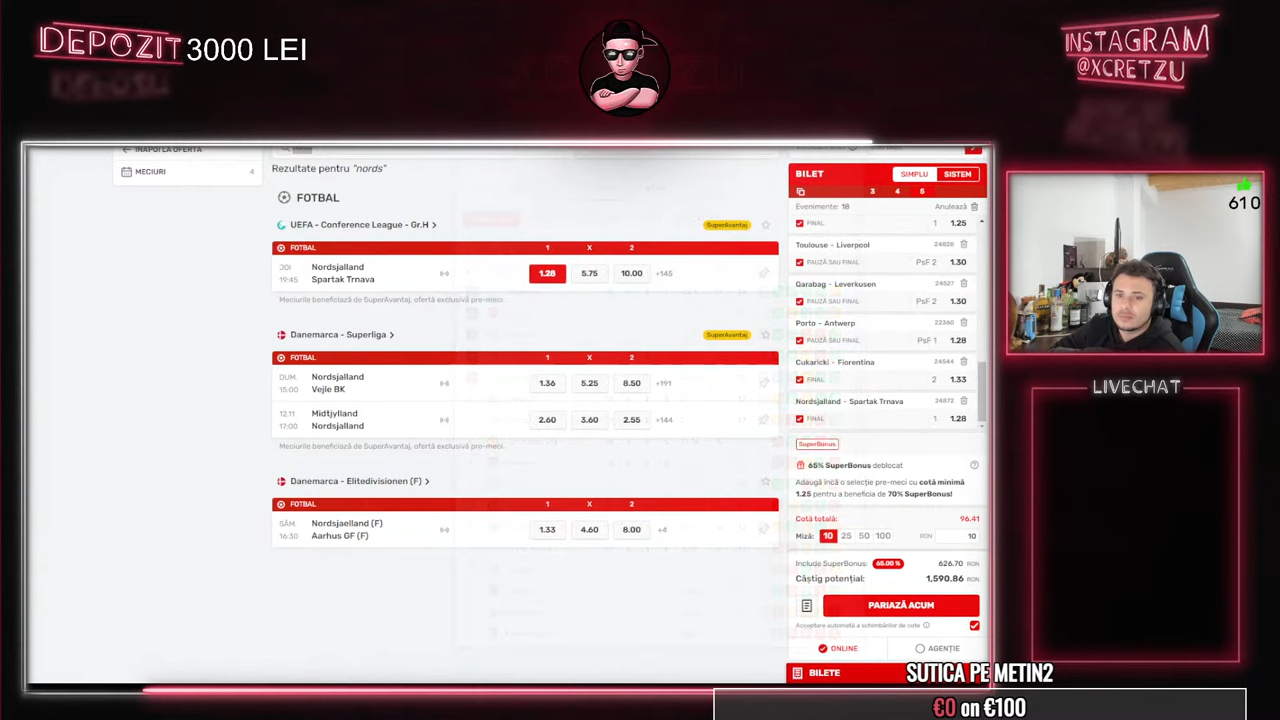 DEPOZIT 3000 LEI
INSTAGRAM
@XCRETZU
610
ÎNAPOI LA OFERTĂ
MECIURI 4
Rezultate pentru "nords"
FOTBAL
UEFA - Conference League - Gr.H SuperAvantaj
FOTBAL 1 X 2
JOI Nordsjalland
19:45 Spartak Trnava
1.28 5.75 10.00 +145
Meciurile beneficiază de SuperAvantaj, ofertă exclusivă pre-meci.
Danemarca - Superliga SuperAvantaj
FOTBAL 1 X 2
DUM. Nordsjalland
15:00 Vejle BK
1.36 5.25 8.50 +191
12.11 Midtjylland
17:00 Nordsjalland
2.60 3.60 2.55 +144
Meciurile beneficiază de SuperAvantaj, ofertă exclusivă pre-meci.
Danemarca - Elitedivisionen (F)
FOTBAL 1 X 2
SÂM. Nordsjaelland (F)
16:30 Aarhus GF (F)
1.33 4.60 8.00 +4
BILET SIMPLU SISTEM
3 4 5
Evenimente: 18 Anulează
FINAL 1 1.25
Toulouse - Liverpool 24828
PAUZĂ SAU FINAL PsF 2 1.30
Qarabag - Leverkusen 24527
PAUZĂ SAU FINAL PsF 2 1.30
Porto - Antwerp 22360
PAUZĂ SAU FINAL PsF 1 1.28
Cukaricki - Fiorentina 24544
FINAL 2 1.33
Nordsjalland - Spartak Trnava 24872
FINAL 1 1.28
SuperBonus
65% SuperBonus deblocat
Adaugă încă o selecție pre-meci cu cotă minimă
1.25 pentru a beneficia de 70% SuperBonus!
Cotă totală: 96.41
Miză: 10 25 50 100 RON 10
Include SuperBonus: 65.00 % 626.70 RON
Câștig potențial: 1,590.86 RON
PARIAZĂ ACUM
Acceptare automată a schimbărilor de cote
ONLINE AGENȚIE
BILETE
LIVECHAT
SUTICA PE METIN2
€0 on €100